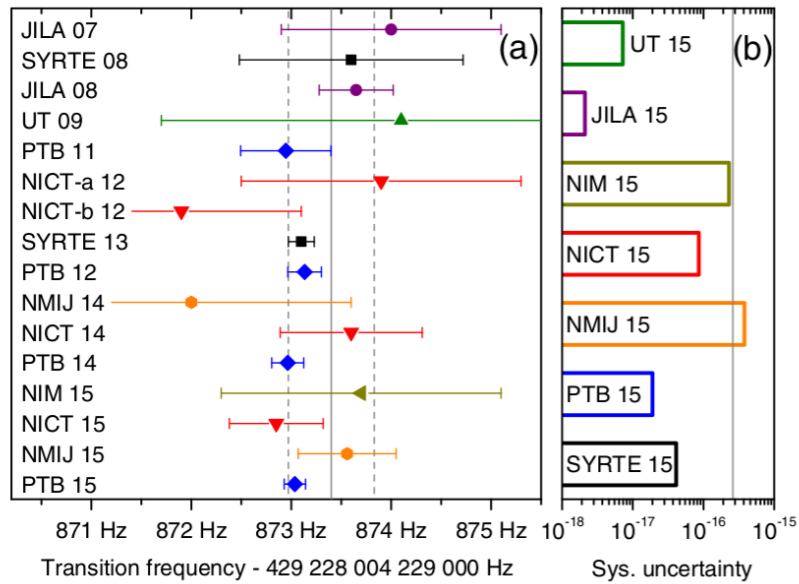 (a)
JILA 07
SYRTE 08
JILA 08
UT 09
PTB 11
NICT-a 12
NICT-b 12
SYRTE 13
PTB 12
NMIJ 14
NICT 14
PTB 14
NIM 15
NICT 15
NMIJ 15
PTB 15
871 Hz 872 Hz 873 Hz 874 Hz 875 Hz
Transition frequency - 429 228 004 229 000 Hz
(b)
UT 15
JILA 15
NIM 15
NICT 15
NMIJ 15
PTB 15
SYRTE 15
10⁻¹⁸ 10⁻¹⁷ 10⁻¹⁶ 10⁻¹⁵
Sys. uncertainty